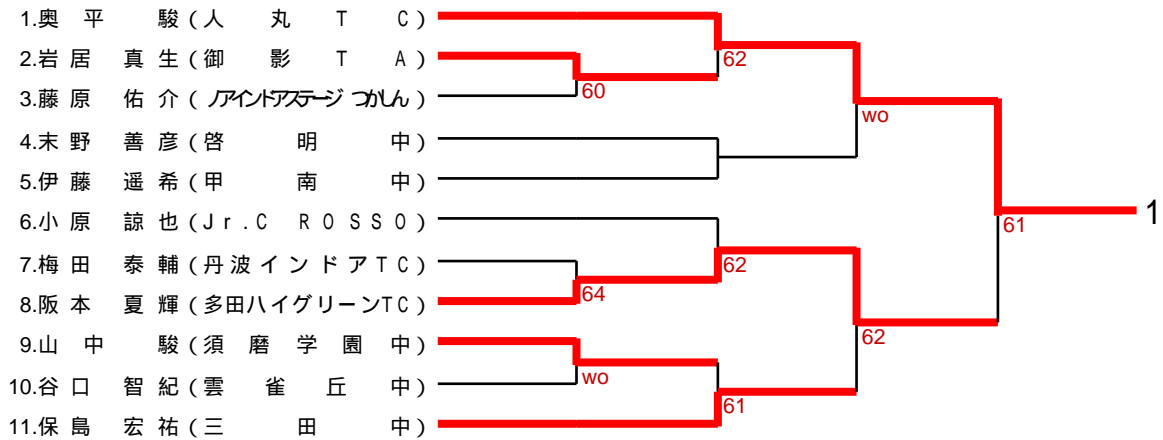 1.奥 平 駿(人 丸 T C)
2.岩 居 真 生(御 影 T A)
62
3.藤 原 佑 介(ノアインドアステージ つかしん)
60
wo
4.末 野 善 彦(啓 明 中)
5.伊 藤 遥 希(甲 南 中)
1
6.小 原 諒 也(Jr.C ROSSO)
61
7.梅 田 泰 輔(丹波インドアTC)
62
8.阪 本 夏 輝(多田ハイグリーンTC)
64
9.山 中 駿(須 磨 学 園 中)
62
10.谷 口 智 紀(雲 雀 丘 中)
wo
11.保 島 宏 祐(三 田 中)
61